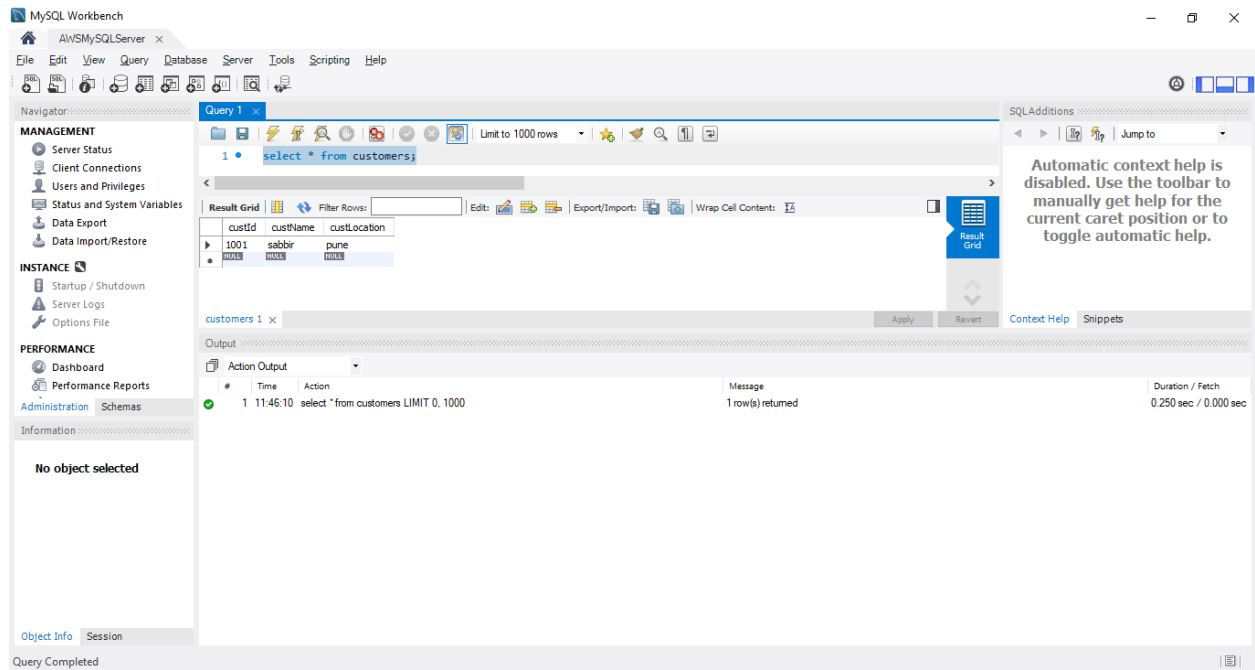 MySQL Workbench
AWSMySQLServer
File Edit View Query Database Server Tools Scripting Help
Navigator
MANAGEMENT
Server Status
Client Connections
Users and Privileges
Status and System Variables
Data Export
Data Import/Restore
INSTANCE
Startup / Shutdown
Server Logs
Options File
PERFORMANCE
Dashboard
Performance Reports
Administration Schemas
Information
No object selected
Object Info Session
Query Completed
Query 1
Limit to 1000 rows
1 select * from customers;
Result Grid Filter Rows: Edit: Export/Import: Wrap Cell Content:
custId custName custLocation
1001 sabbir pune
NULL NULL NULL
Result
Grid
customers 1 Apply Revert
Output
Action Output
# Time Action Message Duration / Fetch
1 11:46:10 select * from customers LIMIT 0, 1000 1 row(s) returned 0.250 sec / 0.000 sec
SQLAdditions
Jump to
Automatic context help is
disabled. Use the toolbar to
manually get help for the
current caret position or to
toggle automatic help.
Context Help Snippets